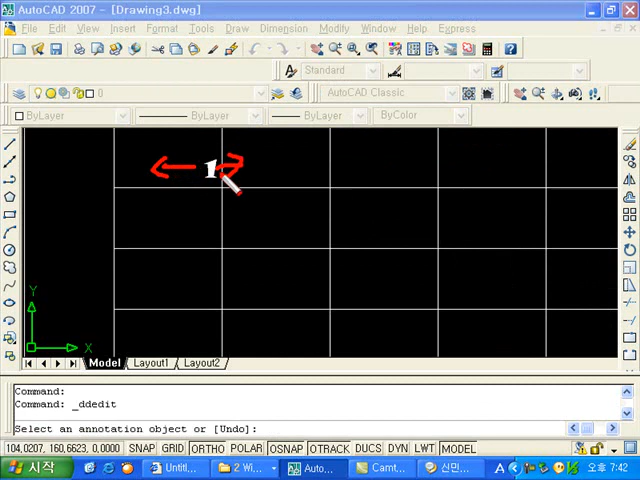 AutoCAD 2007 - [Drawing3.dwg]
File Edit View Insert Format Tools Draw Dimension Modify Window Help Express
Standard
0 AutoCAD Classic
ByLayer ByLayer ByLayer ByColor
1
Y
X
Model Layout1 Layout2
Command:
Command: _ddedit
Select an annotation object or [Undo]:
104,0207, 160,6623, 0,0000 SNAP GRID ORTHO POLAR OSNAP OTRACK DUCS DYN LWT MODEL
시작 Untitl... 2 Wi... Auto... Camt... 신민... A 오후 7:42